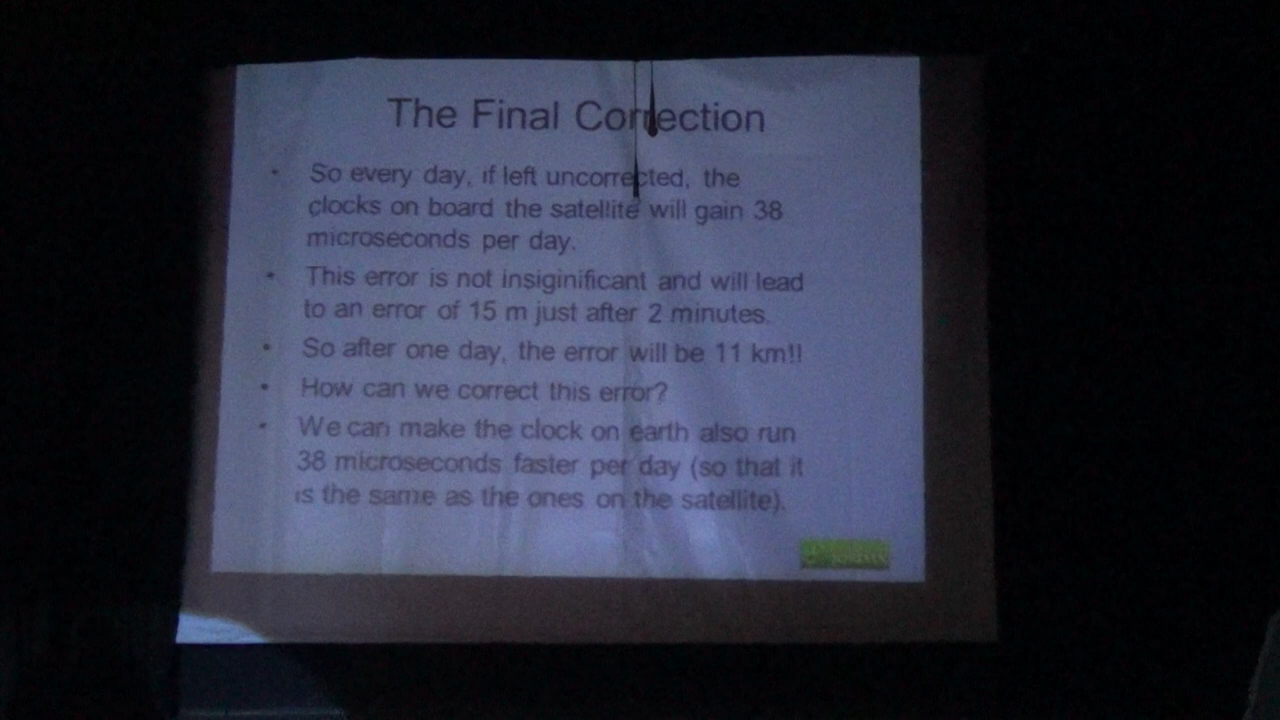 The Final Correction
• So every day, if left uncorrected, the
clocks on board the satellite will gain 38
microseconds per day.
• This error is not insiginificant and will lead
to an error of 15 m just after 2 minutes.
• So after one day, the error will be 11 km!!
• How can we correct this error?
• We can make the clock on earth also run
38 microseconds faster per day (so that it
is the same as the ones on the satellite).